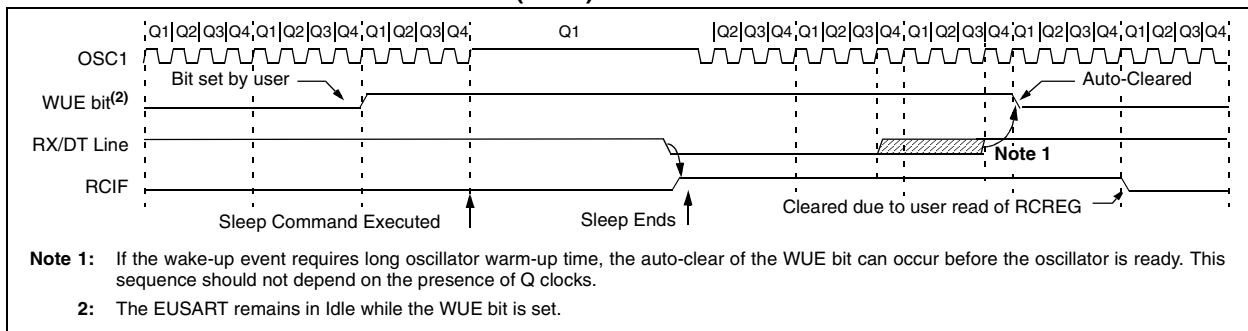 Q1 Q2 Q3 Q4 Q1 Q2 Q3 Q4 Q1 Q2 Q3 Q4 Q1 Q2 Q3 Q4 Q1 Q2 Q3 Q4 Q1 Q2 Q3 Q4 Q1 Q2 Q3 Q4 Q1 Q2 Q3 Q4
OSC1
Bit set by user
Auto-Cleared
WUE bit(2)
RX/DT Line
Note 1
RCIF
Sleep Command Executed
Sleep Ends
Cleared due to user read of RCREG
Note 1: If the wake-up event requires long oscillator warm-up time, the auto-clear of the WUE bit can occur before the oscillator is ready. This
sequence should not depend on the presence of Q clocks.
2: The EUSART remains in Idle while the WUE bit is set.